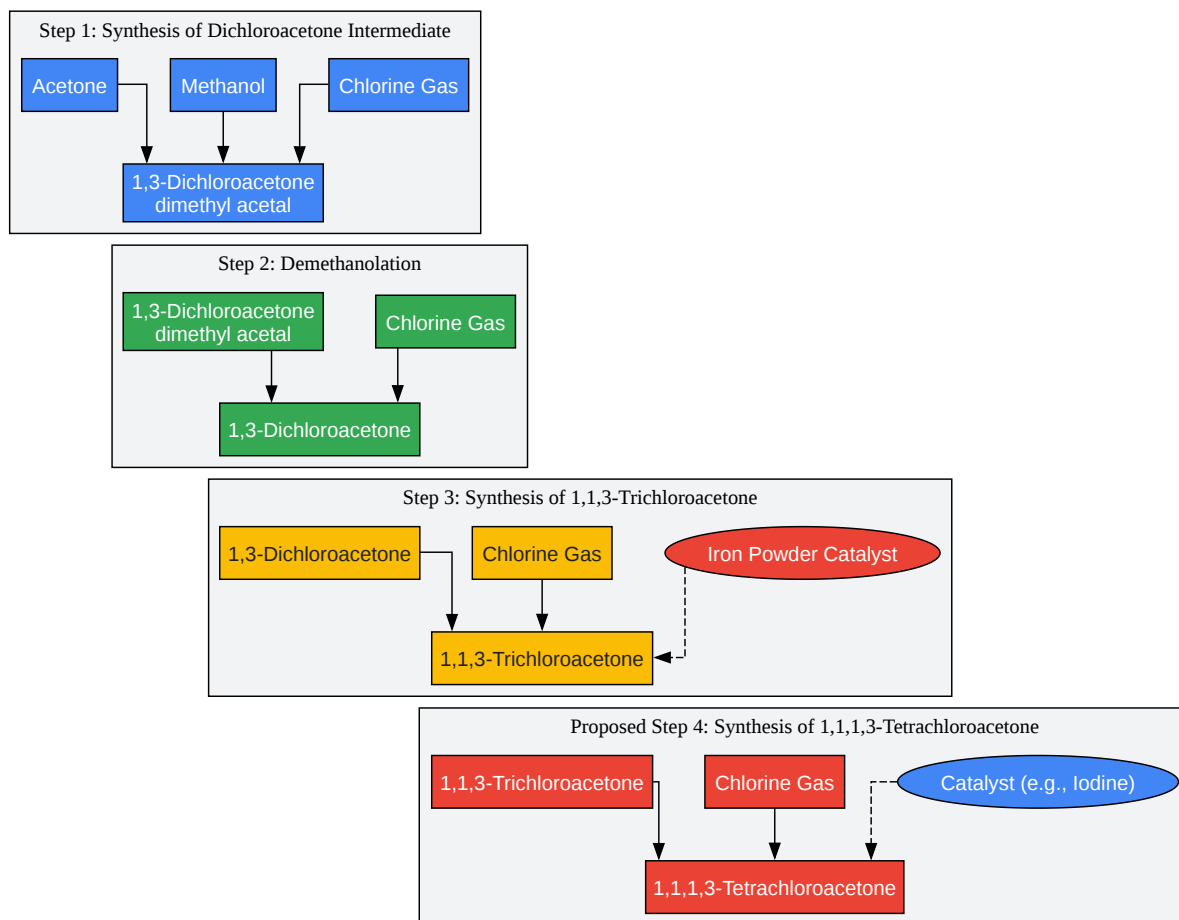 Step 1: Synthesis of Dichloroacetone Intermediate
Acetone
Methanol
Chlorine Gas
1,3-Dichloroacetone
dimethyl acetal
Step 2: Demethanolation
1,3-Dichloroacetone
dimethyl acetal
Chlorine Gas
1,3-Dichloroacetone
Step 3: Synthesis of 1,1,3-Trichloroacetone
1,3-Dichloroacetone
Chlorine Gas
Iron Powder Catalyst
1,1,3-Trichloroacetone
Proposed Step 4: Synthesis of 1,1,1,3-Tetrachloroacetone
1,1,3-Trichloroacetone
Chlorine Gas
Catalyst (e.g., Iodine)
1,1,1,3-Tetrachloroacetone